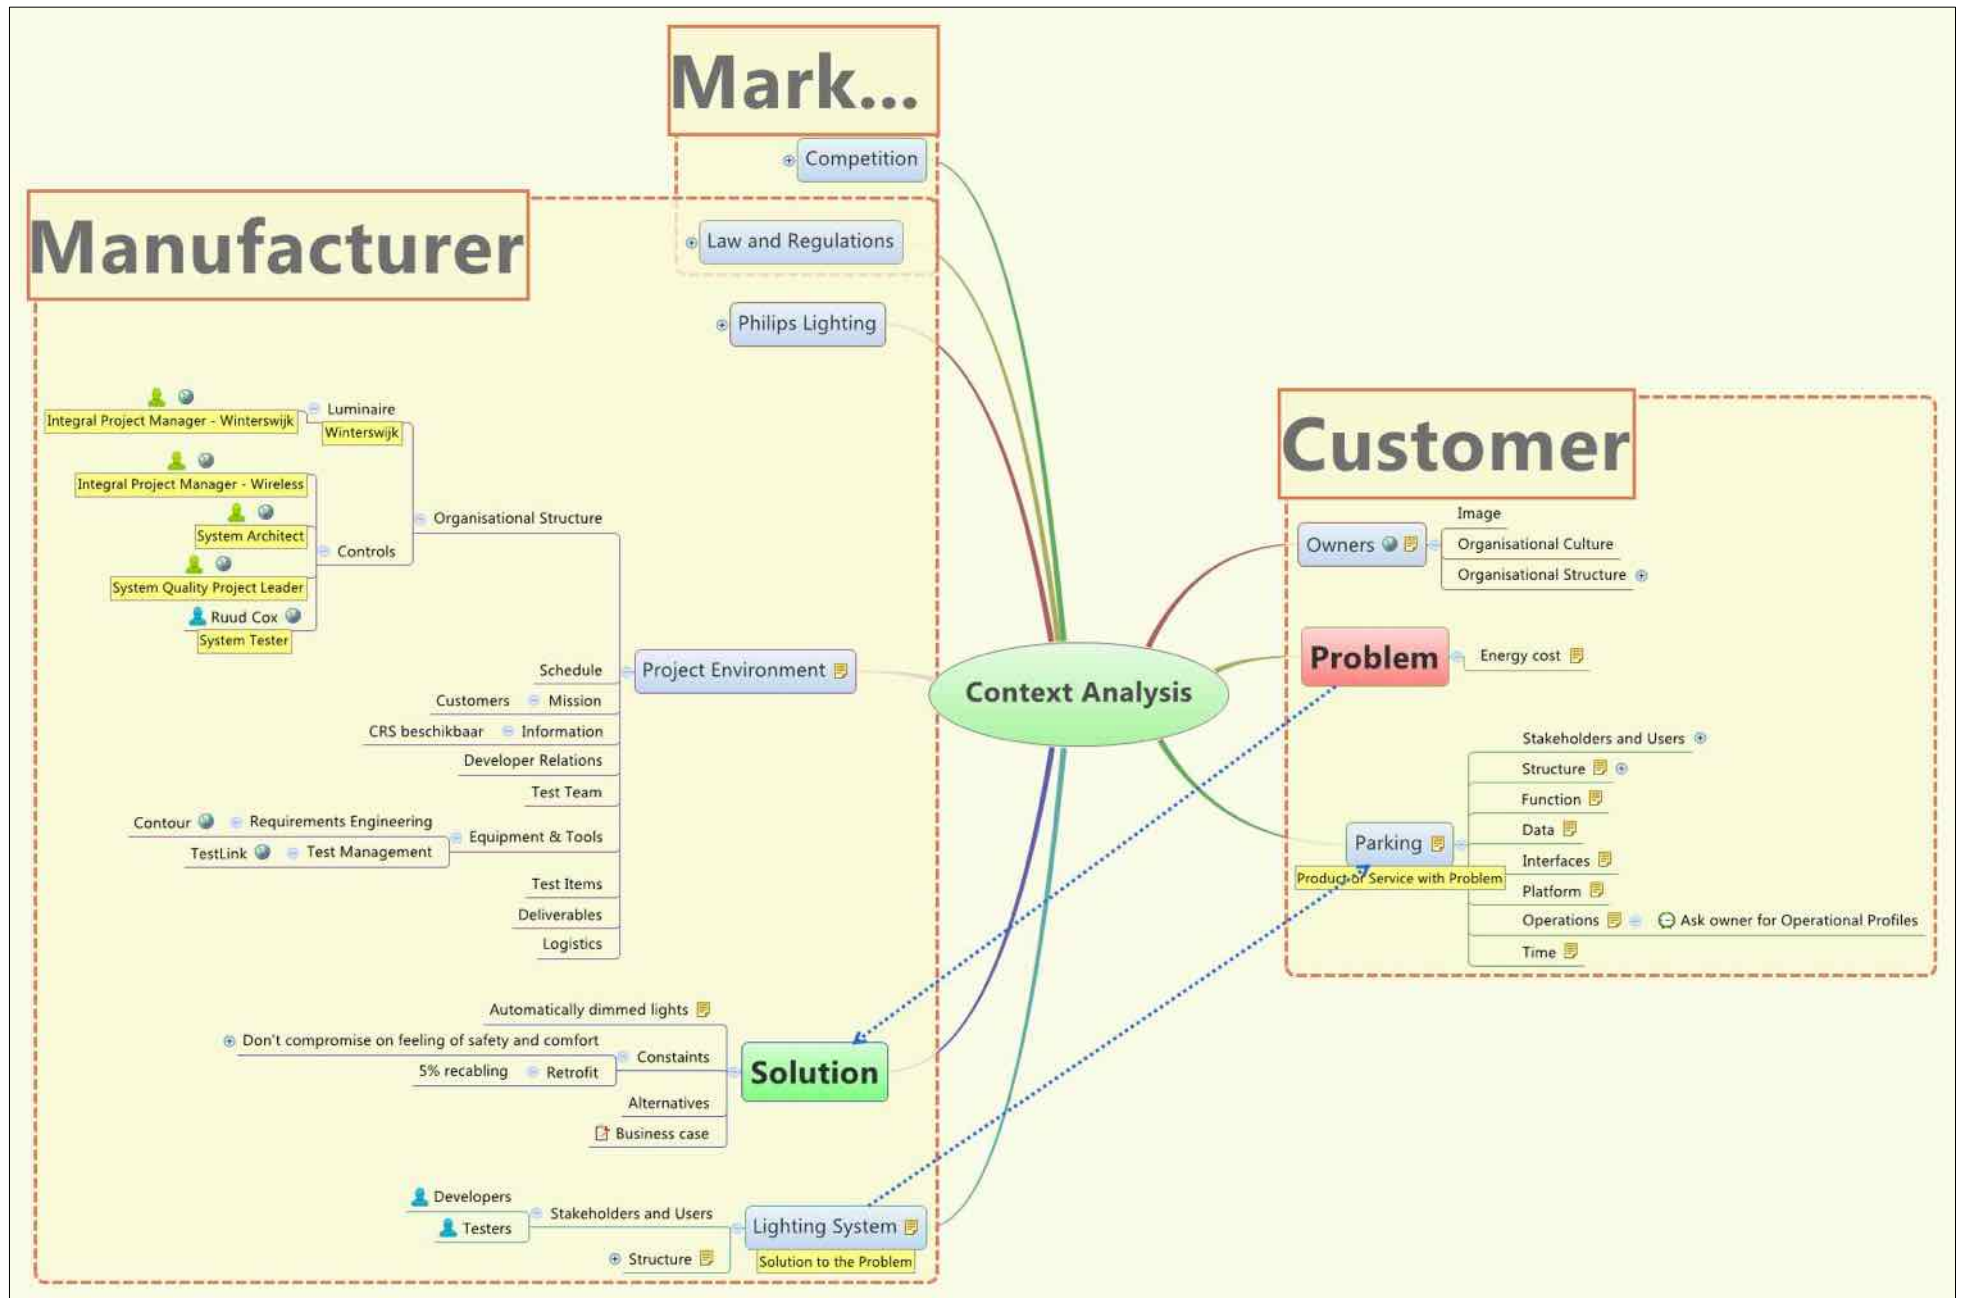 Mark...
Competition
Law and Regulations
Philips Lighting
Manufacturer
Luminaire
Winterswijk
Integral Project Manager - Winterswijk
Integral Project Manager - Wireless
System Architect
System Quality Project Leader
Ruud Cox
System Tester
Controls
Organisational Structure
Schedule
Customers
Mission
CRS beschikbaar
Information
Developer Relations
Test Team
Contour
Requirements Engineering
TestLink
Test Management
Equipment & Tools
Test Items
Deliverables
Logistics
Project Environment
Automatically dimmed lights
Don't compromise on feeling of safety and comfort
5% recabling
Retrofit
Constaints
Alternatives
Business case
Solution
Developers
Testers
Stakeholders and Users
Structure
Lighting System
Solution to the Problem
Context Analysis
Customer
Owners
Image
Organisational Culture
Organisational Structure
Problem
Energy cost
Parking
Product or Service with Problem
Stakeholders and Users
Structure
Function
Data
Interfaces
Platform
Operations
Ask owner for Operational Profiles
Time